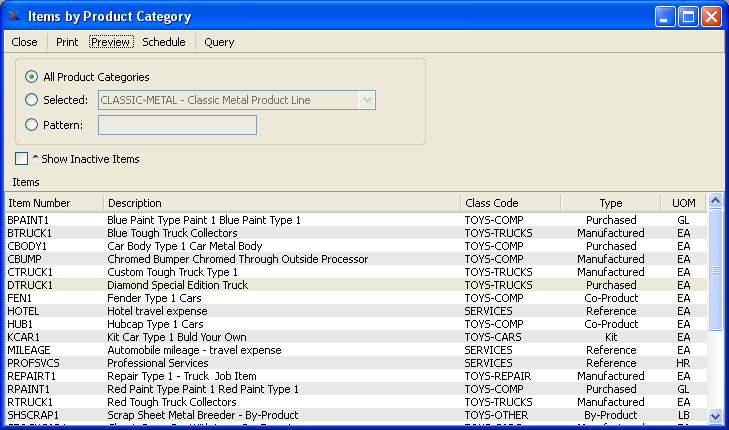 Items by Product Category
Close Print Preview Schedule Query
All Product Categories
Selected: CLASSIC-METAL - Classic Metal Product Line
Pattern:
^ Show Inactive Items
Items
Item Number Description Class Code Type UOM
BPAINT1 Blue Paint Type Paint 1 Blue Paint Type 1 TOYS-COMP Purchased GL
BTRUCK1 Blue Tough Truck Collectors TOYS-TRUCKS Manufactured EA
CBODY1 Car Body Type 1 Car Metal Body TOYS-COMP Manufactured EA
CBUMP Chromed Bumper Chromed Through Outside Processor TOYS-COMP Manufactured EA
CTRUCK1 Custom Tough Truck Type 1 TOYS-TRUCKS Manufactured EA
DTRUCK1 Diamond Special Edition Truck TOYS-TRUCKS Purchased EA
FEN1 Fender Type 1 Cars TOYS-COMP Co-Product EA
HOTEL Hotel travel expense SERVICES Reference EA
HUB1 Hubcap Type 1 Cars TOYS-COMP Co-Product EA
KCAR1 Kit Car Type 1 Buld Your Own TOYS-CARS Kit EA
MILEAGE Automobile mileage - travel expense SERVICES Reference EA
PROFSVCS Professional Services SERVICES Reference HR
REPAIRT1 Repair Type 1 - Truck Job Item TOYS-REPAIR Manufactured EA
RPAINT1 Red Paint Type Paint 1 Red Paint Type 1 TOYS-COMP Purchased GL
RTRUCK1 Red Tough Truck Collectors TOYS-TRUCKS Manufactured EA
SHSCRAP1 Scrap Sheet Metal Breeder - By-Product TOYS-OTHER By-Product LB